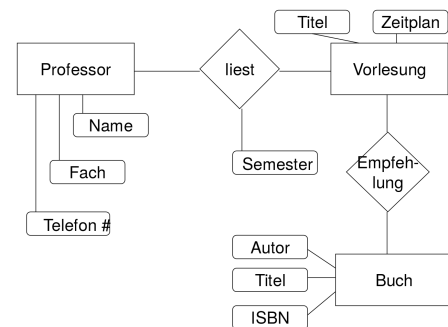 Titel Zeitplan
Professor liest Vorlesung
Name
Fach
Semester
Empfeh-
lung
Telefon #
Autor
Titel
Buch
ISBN